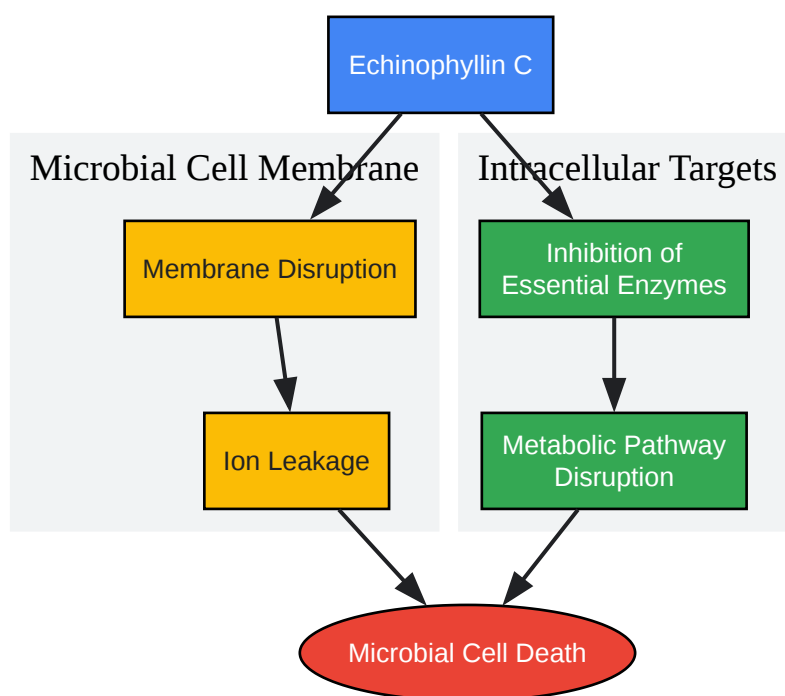 Echinophyllin C
Microbial Cell Membrane
Intracellular Targets
Membrane Disruption
Inhibition of
Essential Enzymes
Ion Leakage
Metabolic Pathway
Disruption
Microbial Cell Death